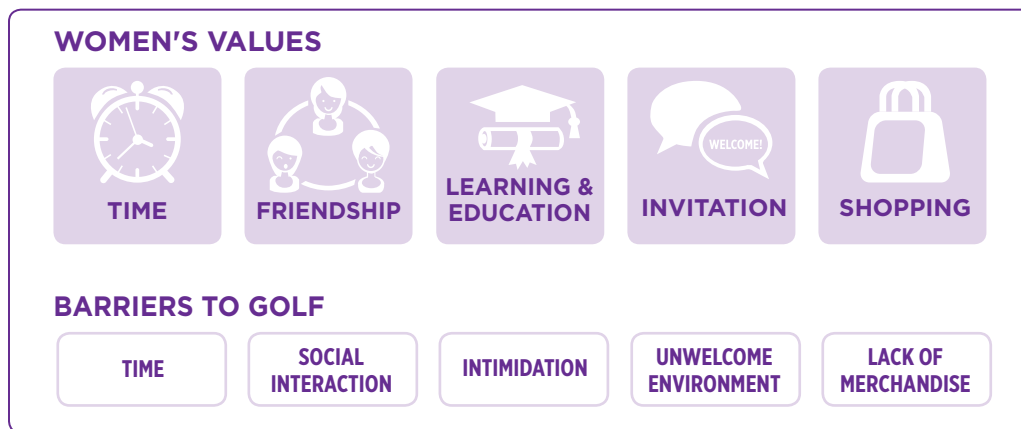 WOMEN'S VALUES
WELCOME!
TIME
FRIENDSHIP
LEARNING &
EDUCATION
INVITATION
SHOPPING
BARRIERS TO GOLF
TIME
SOCIAL
INTERACTION
INTIMIDATION
UNWELCOME
ENVIRONMENT
LACK OF
MERCHANDISE